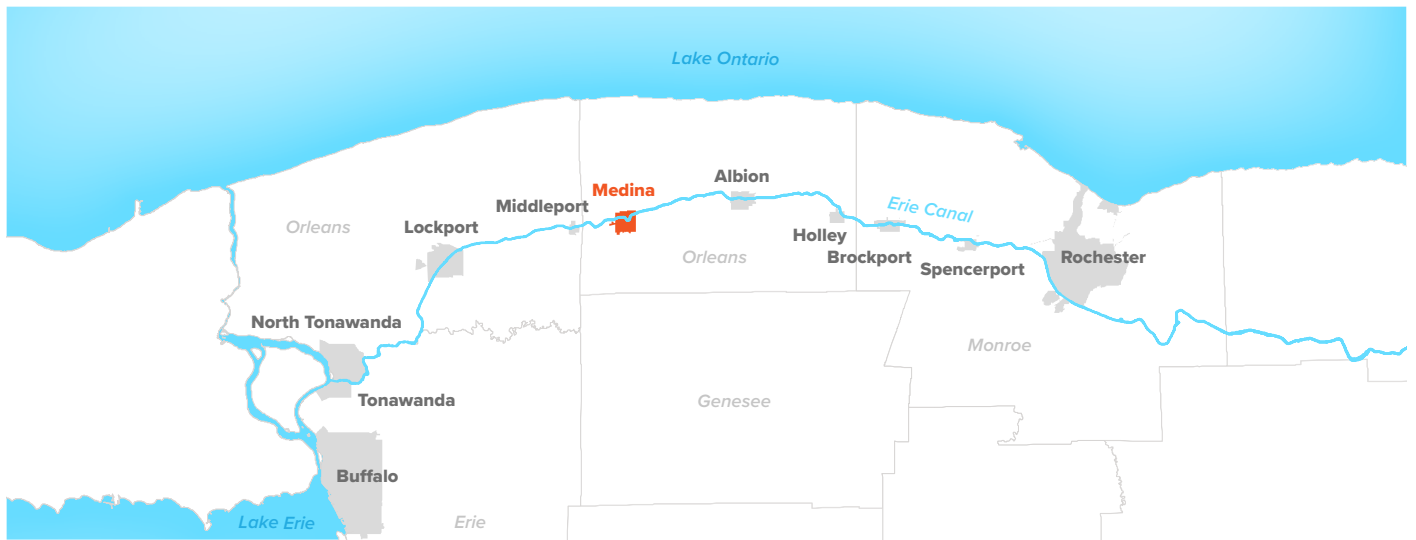 Lake Ontario
Albion
Medina
Middleport
Erie Canal
Orleans
Lockport
Holley
Orleans
Brockport
Rochester
Spencerport
North Tonawanda
Monroe
Tonawanda
Genesee
Buffalo
Lake Erie
Erie